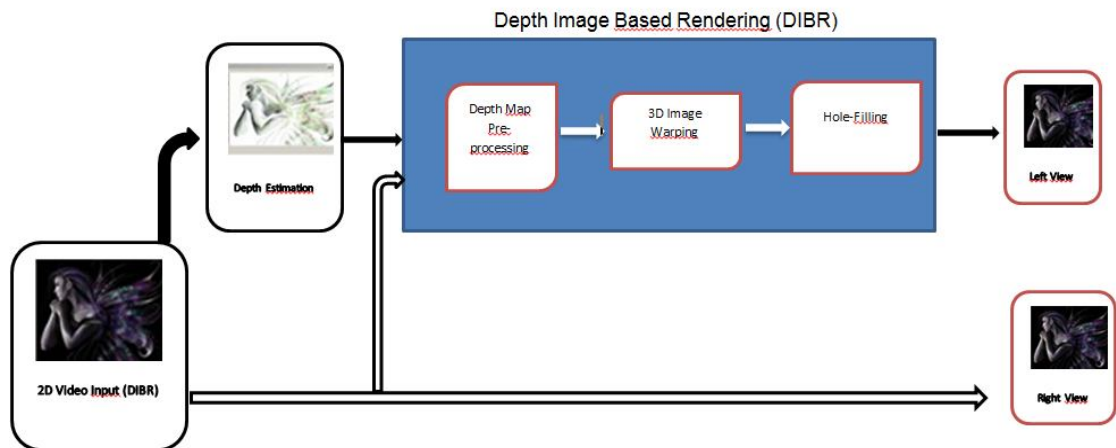 Depth Image Based Rendering (DIBR)
Depth Map
Pre-
processing
3D Image
Warping
Hole-Filling
Depth Estimation
Left View
2D Video Input (DIBR)
Right View